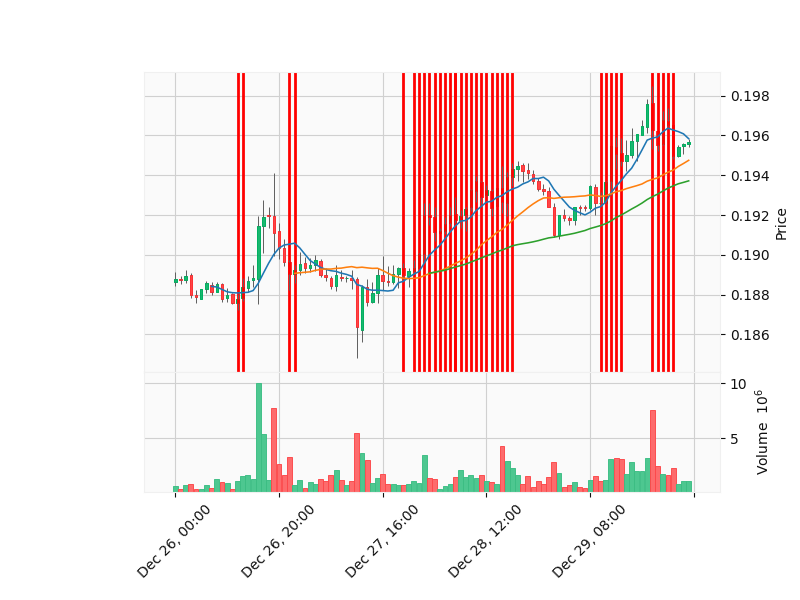 0.198
0.196
0.194
0.192
0.190
0.188
0.186
Price
10
5
Volume 10⁶
Dec 26, 00:00
Dec 26, 20:00
Dec 27, 16:00
Dec 28, 12:00
Dec 29, 08:00